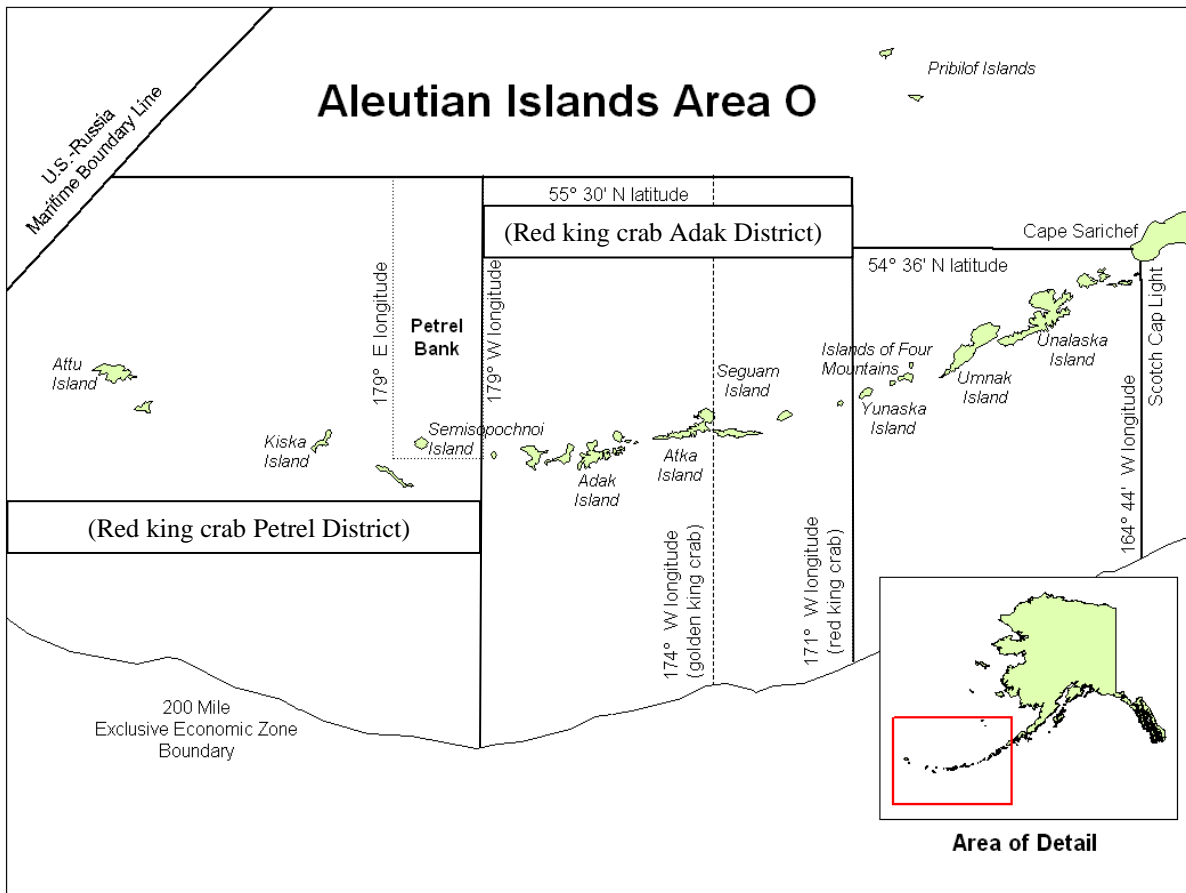 Pribilof Islands
Aleutian Islands Area O
U.S.-Russia
Maritime Boundary Line
55° 30' N latitude
(Red king crab Adak District)
Cape Sarichef
54° 36' N latitude
Scotch Cap Light
179° E longitude
Petrel
Bank
179° W longitude
Attu
Island
Islands of Four
Mountains
Unalaska
Island
Umnak
Island
Seguam
Island
Yunaska
Island
Kiska
Island
Semisopochnoi
Island
Adak
Island
Atka
Island
164° 44' W longitude
(Red king crab Petrel District)
174° W longitude
(golden king crab)
171° W longitude
(red king crab)
200 Mile
Exclusive Economic Zone
Boundary
Area of Detail